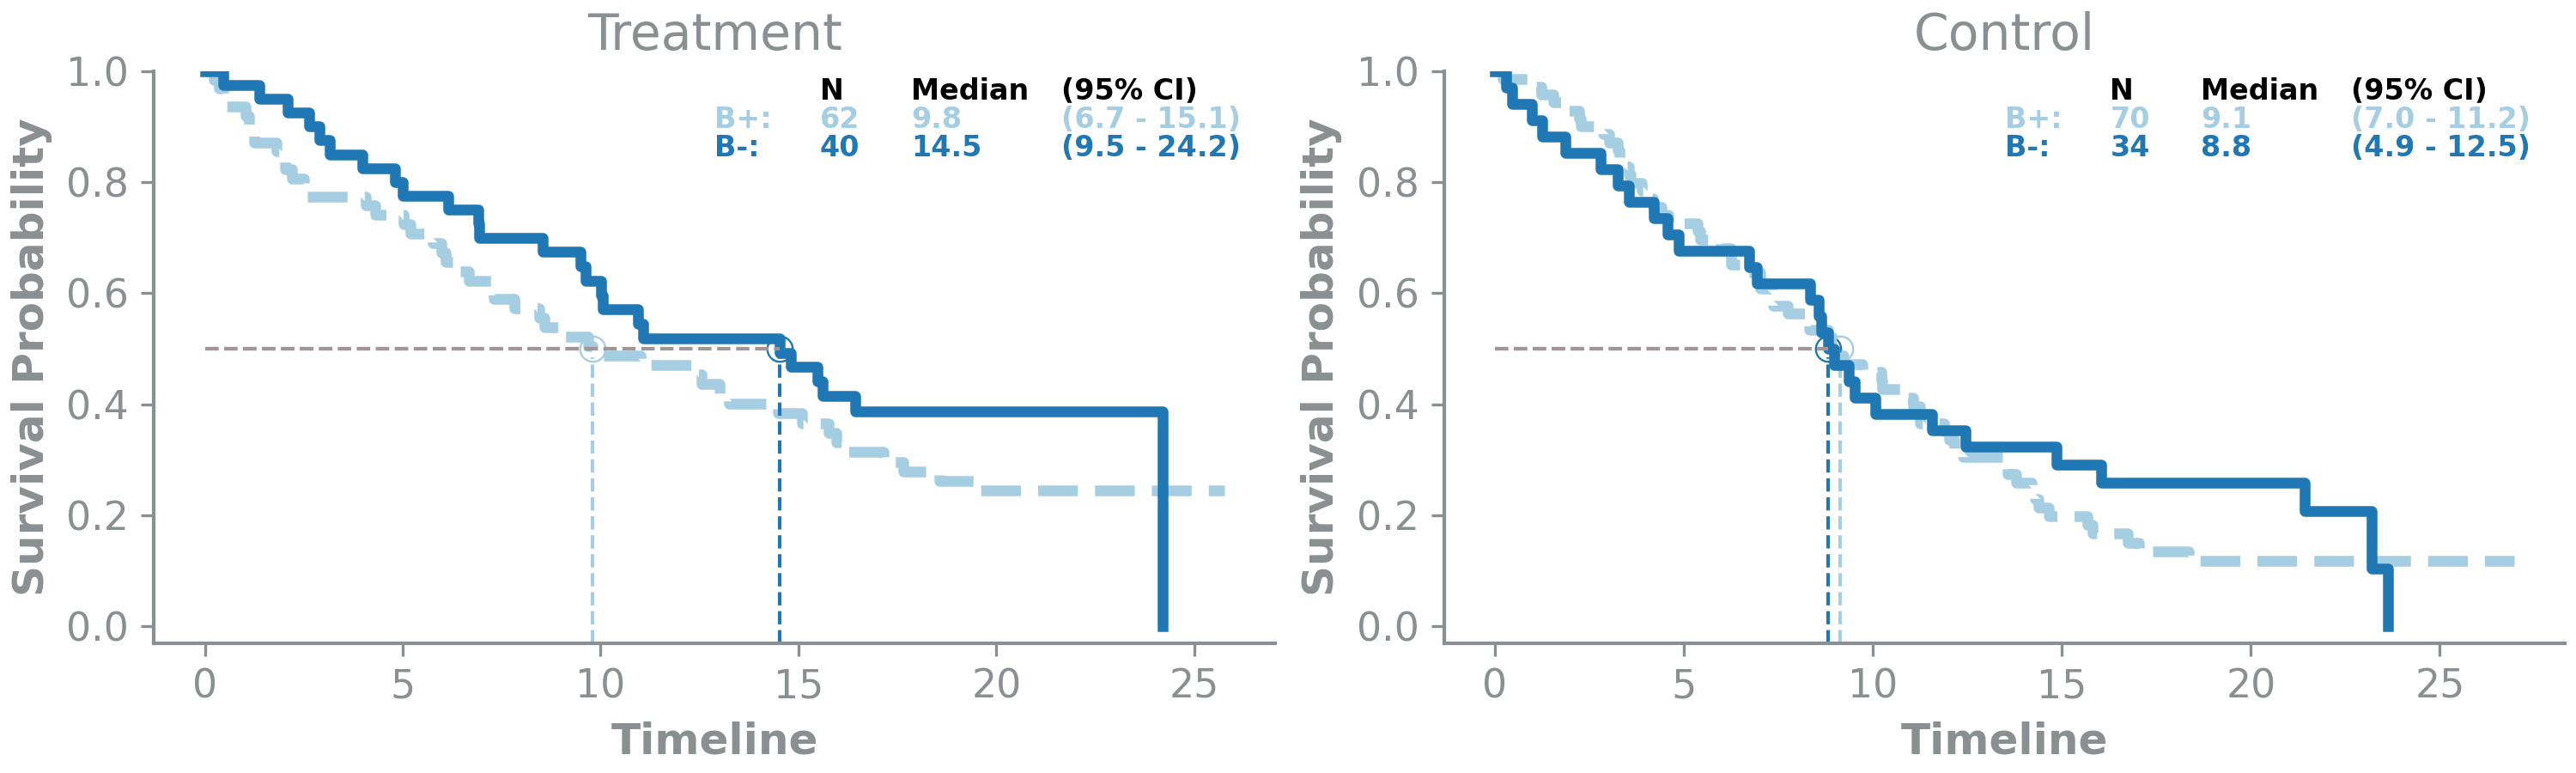 Treatment
Survival Probability
1.0
0.8
0.6
0.4
0.2
0.0
N Median (95% CI)
B+: 62 9.8 (6.7 - 15.1)
B-: 40 14.5 (9.5 - 24.2)
0 5 10 15 20 25
Timeline
Control
Survival Probability
1.0
0.8
0.6
0.4
0.2
0.0
N Median (95% CI)
B+: 70 9.1 (7.0 - 11.2)
B-: 34 8.8 (4.9 - 12.5)
0 5 10 15 20 25
Timeline